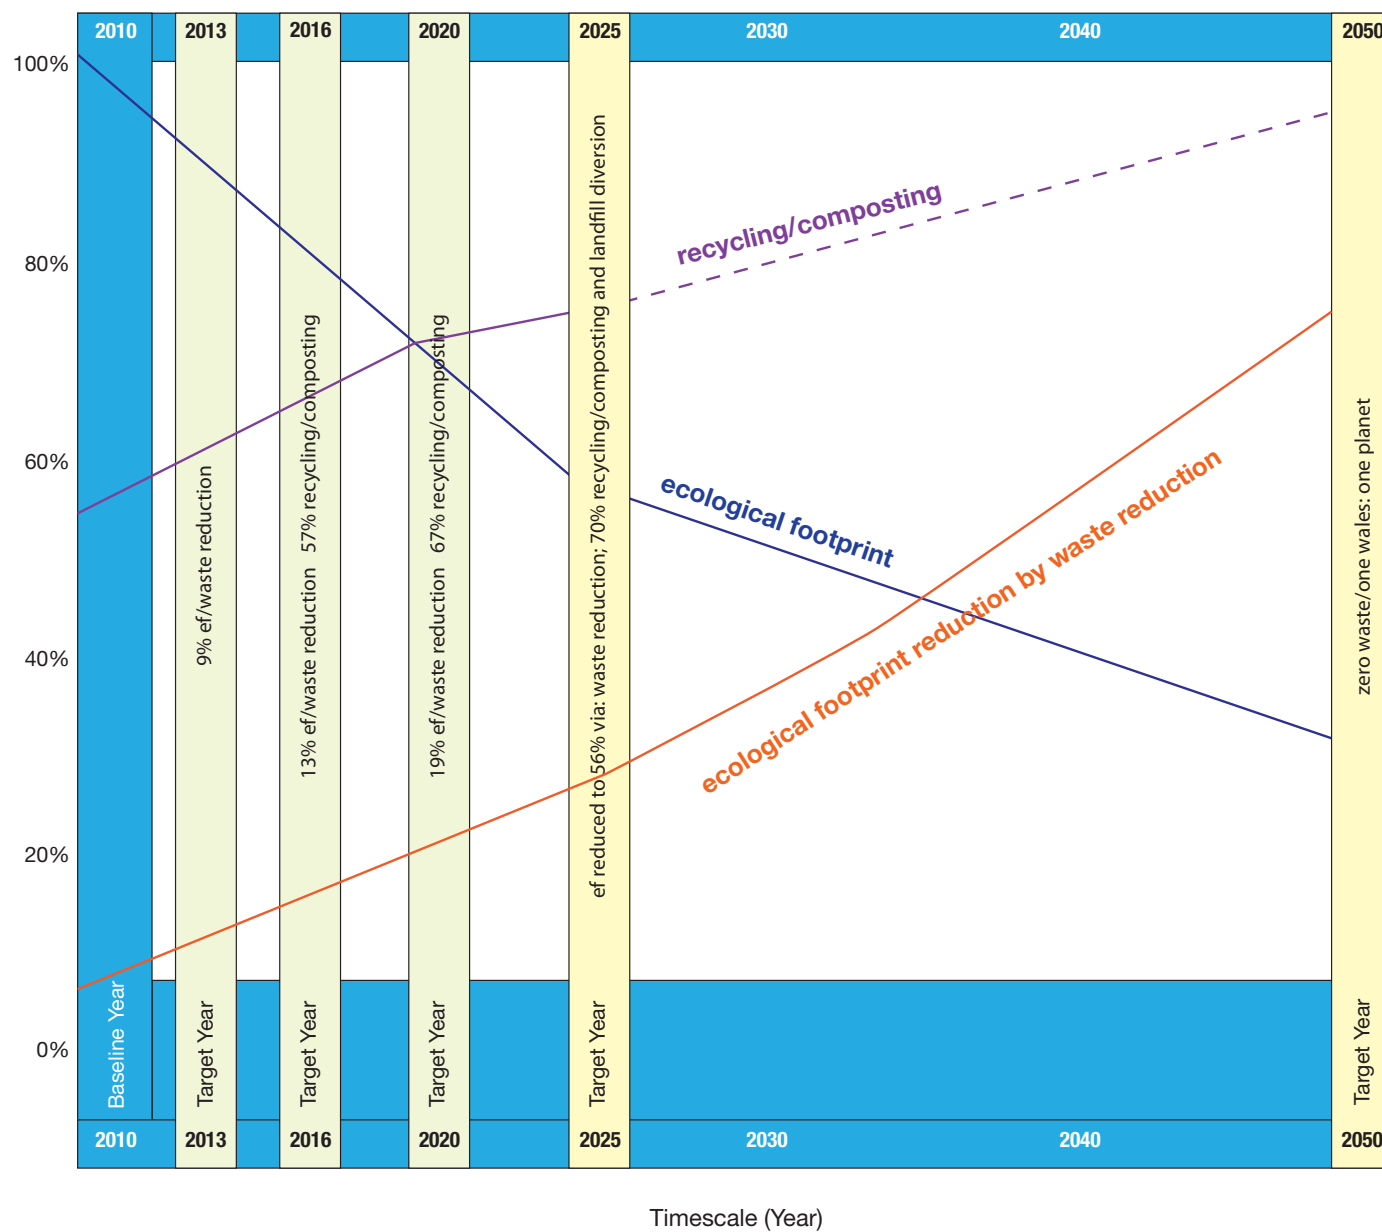 2010 2013 2016 2020 2025 2030 2040 2050
100%
80%
60%
40%
20%
0%
recycling/composting
ecological footprint
ecological footprint reduction by waste reduction
Baseline Year
9% ef/waste reduction
Target Year
13% ef/waste reduction 57% recycling/composting
Target Year
19% ef/waste reduction 67% recycling/composting
Target Year
ef reduced to 56% via: waste reduction; 70% recycling/composting and landfill diversion
Target Year
zero waste/one wales: one planet
Target Year
2010 2013 2016 2020 2025 2030 2040 2050
Timescale (Year)